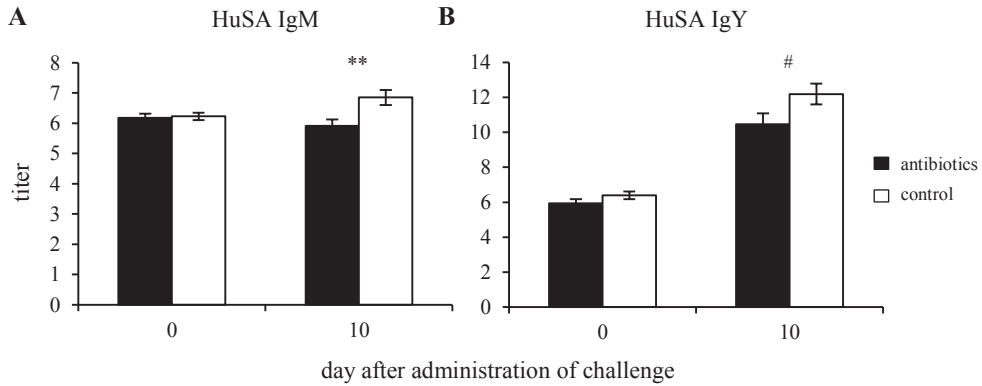 A
HuSA IgM
titer
8
7
6
5
4
3
2
1
0
**
0
10
B
HuSA IgY
14
12
10
8
6
4
2
0
#
0
10
antibiotics
control
day after administration of challenge